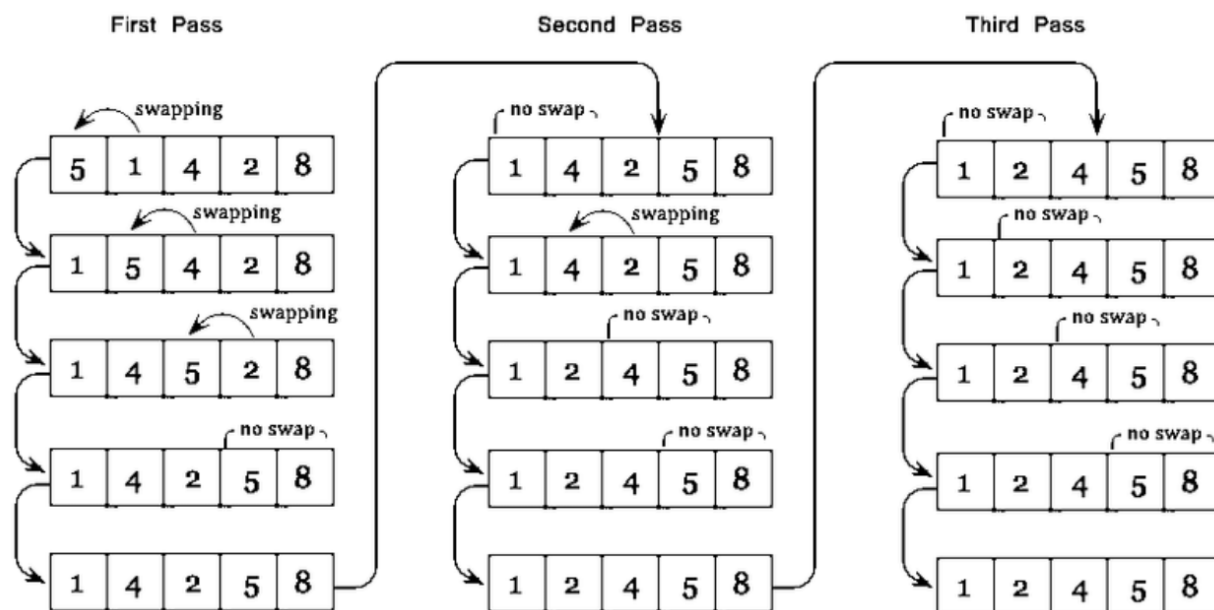 First Pass
swapping
5 1 4 2 8
swapping
1 5 4 2 8
swapping
1 4 5 2 8
no swap
1 4 2 5 8
1 4 2 5 8
Second Pass
no swap
1 4 2 5 8
swapping
1 4 2 5 8
no swap
1 2 4 5 8
no swap
1 2 4 5 8
1 2 4 5 8
Third Pass
no swap
1 2 4 5 8
no swap
1 2 4 5 8
no swap
1 2 4 5 8
no swap
1 2 4 5 8
1 2 4 5 8